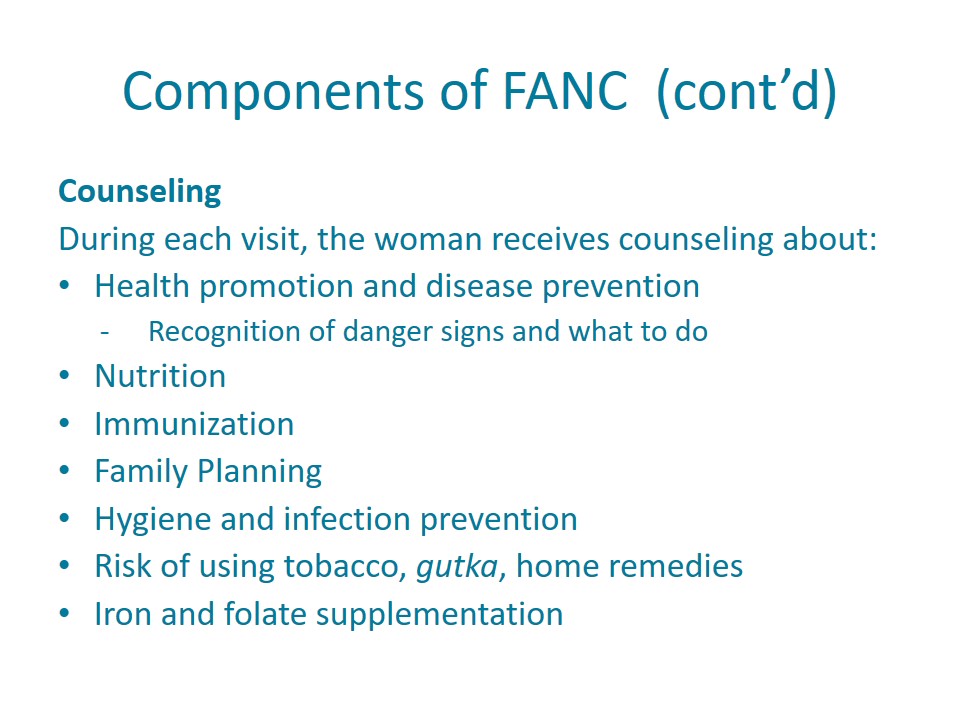 Components of FANC (cont’d)
Counseling
During each visit, the woman receives counseling about:
• Health promotion and disease prevention
- Recognition of danger signs and what to do
• Nutrition
• Immunization
• Family Planning
• Hygiene and infection prevention
• Risk of using tobacco, gutka, home remedies
• Iron and folate supplementation